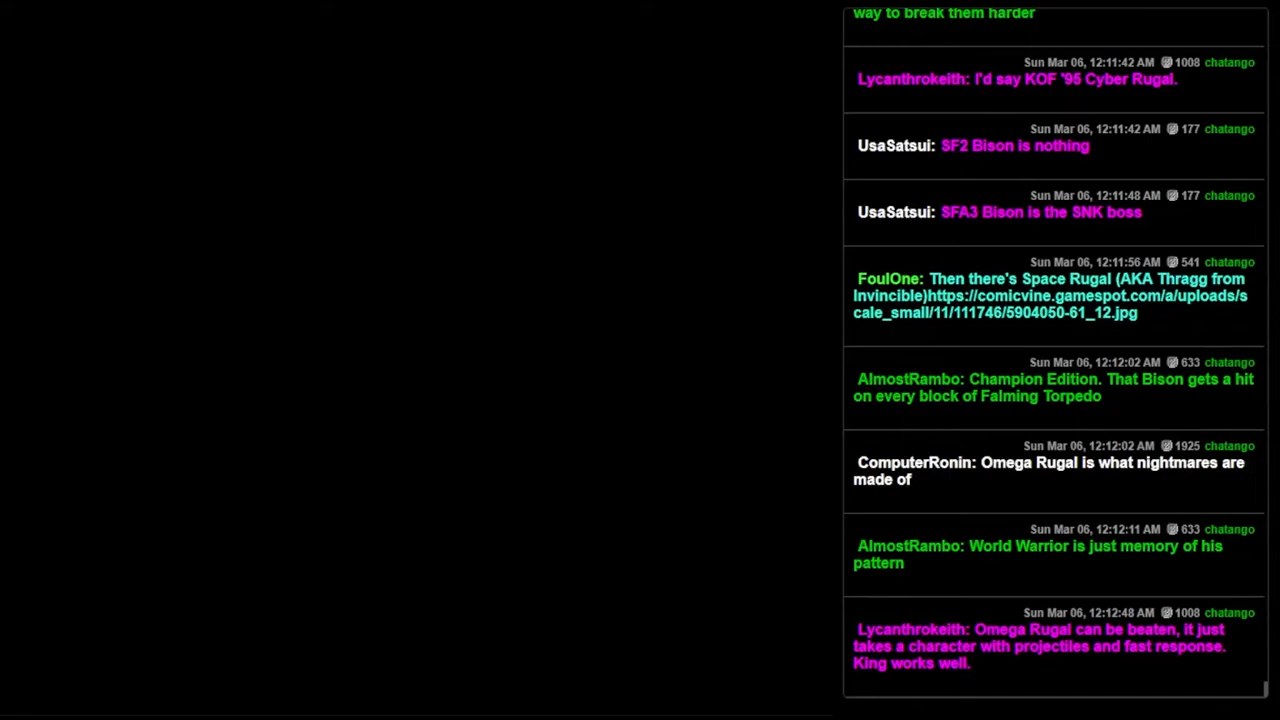 way to break them harder
Sun Mar 06, 12:11:42 AM 1008 chatango
Lycanthrokeith: I'd say KOF '95 Cyber Rugal.
Sun Mar 06, 12:11:42 AM 177 chatango
UsaSatsui: SF2 Bison is nothing
Sun Mar 06, 12:11:48 AM 177 chatango
UsaSatsui: SFA3 Bison is the SNK boss
Sun Mar 06, 12:11:56 AM 541 chatango
FoulOne: Then there's Space Rugal (AKA Thragg from
Invincible)https://comicvine.gamespot.com/a/uploads/s
cale_small/11/111746/5904050-61_12.jpg
Sun Mar 06, 12:12:02 AM 633 chatango
AlmostRambo: Champion Edition. That Bison gets a hit
on every block of Falming Torpedo
Sun Mar 06, 12:12:02 AM 1925 chatango
ComputerRonin: Omega Rugal is what nightmares are
made of
Sun Mar 06, 12:12:11 AM 633 chatango
AlmostRambo: World Warrior is just memory of his
pattern
Sun Mar 06, 12:12:48 AM 1008 chatango
Lycanthrokeith: Omega Rugal can be beaten, it just
takes a character with projectiles and fast response.
King works well.